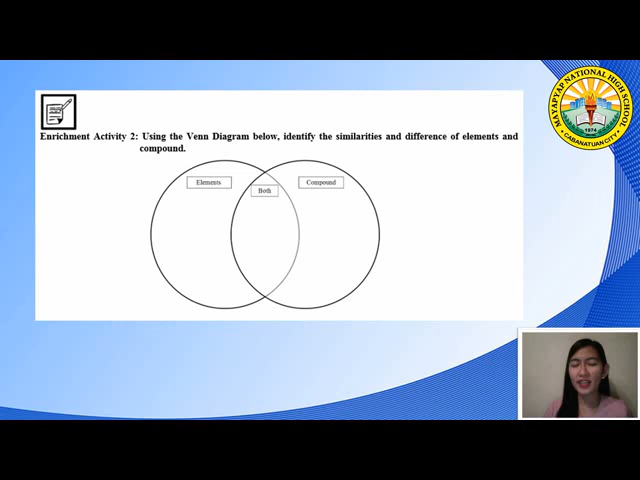 Enrichment Activity 2: Using the Venn Diagram below, identify the similarities and difference of elements and
compound.
Elements
Both
Compound
MAYAPYAP NATIONAL HIGH SCHOOL
1974
CABANATUAN CITY